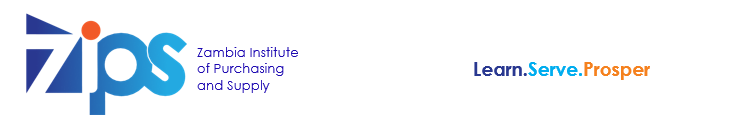 zips
Zambia Institute
of Purchasing
and Supply
Learn.Serve.Prosper